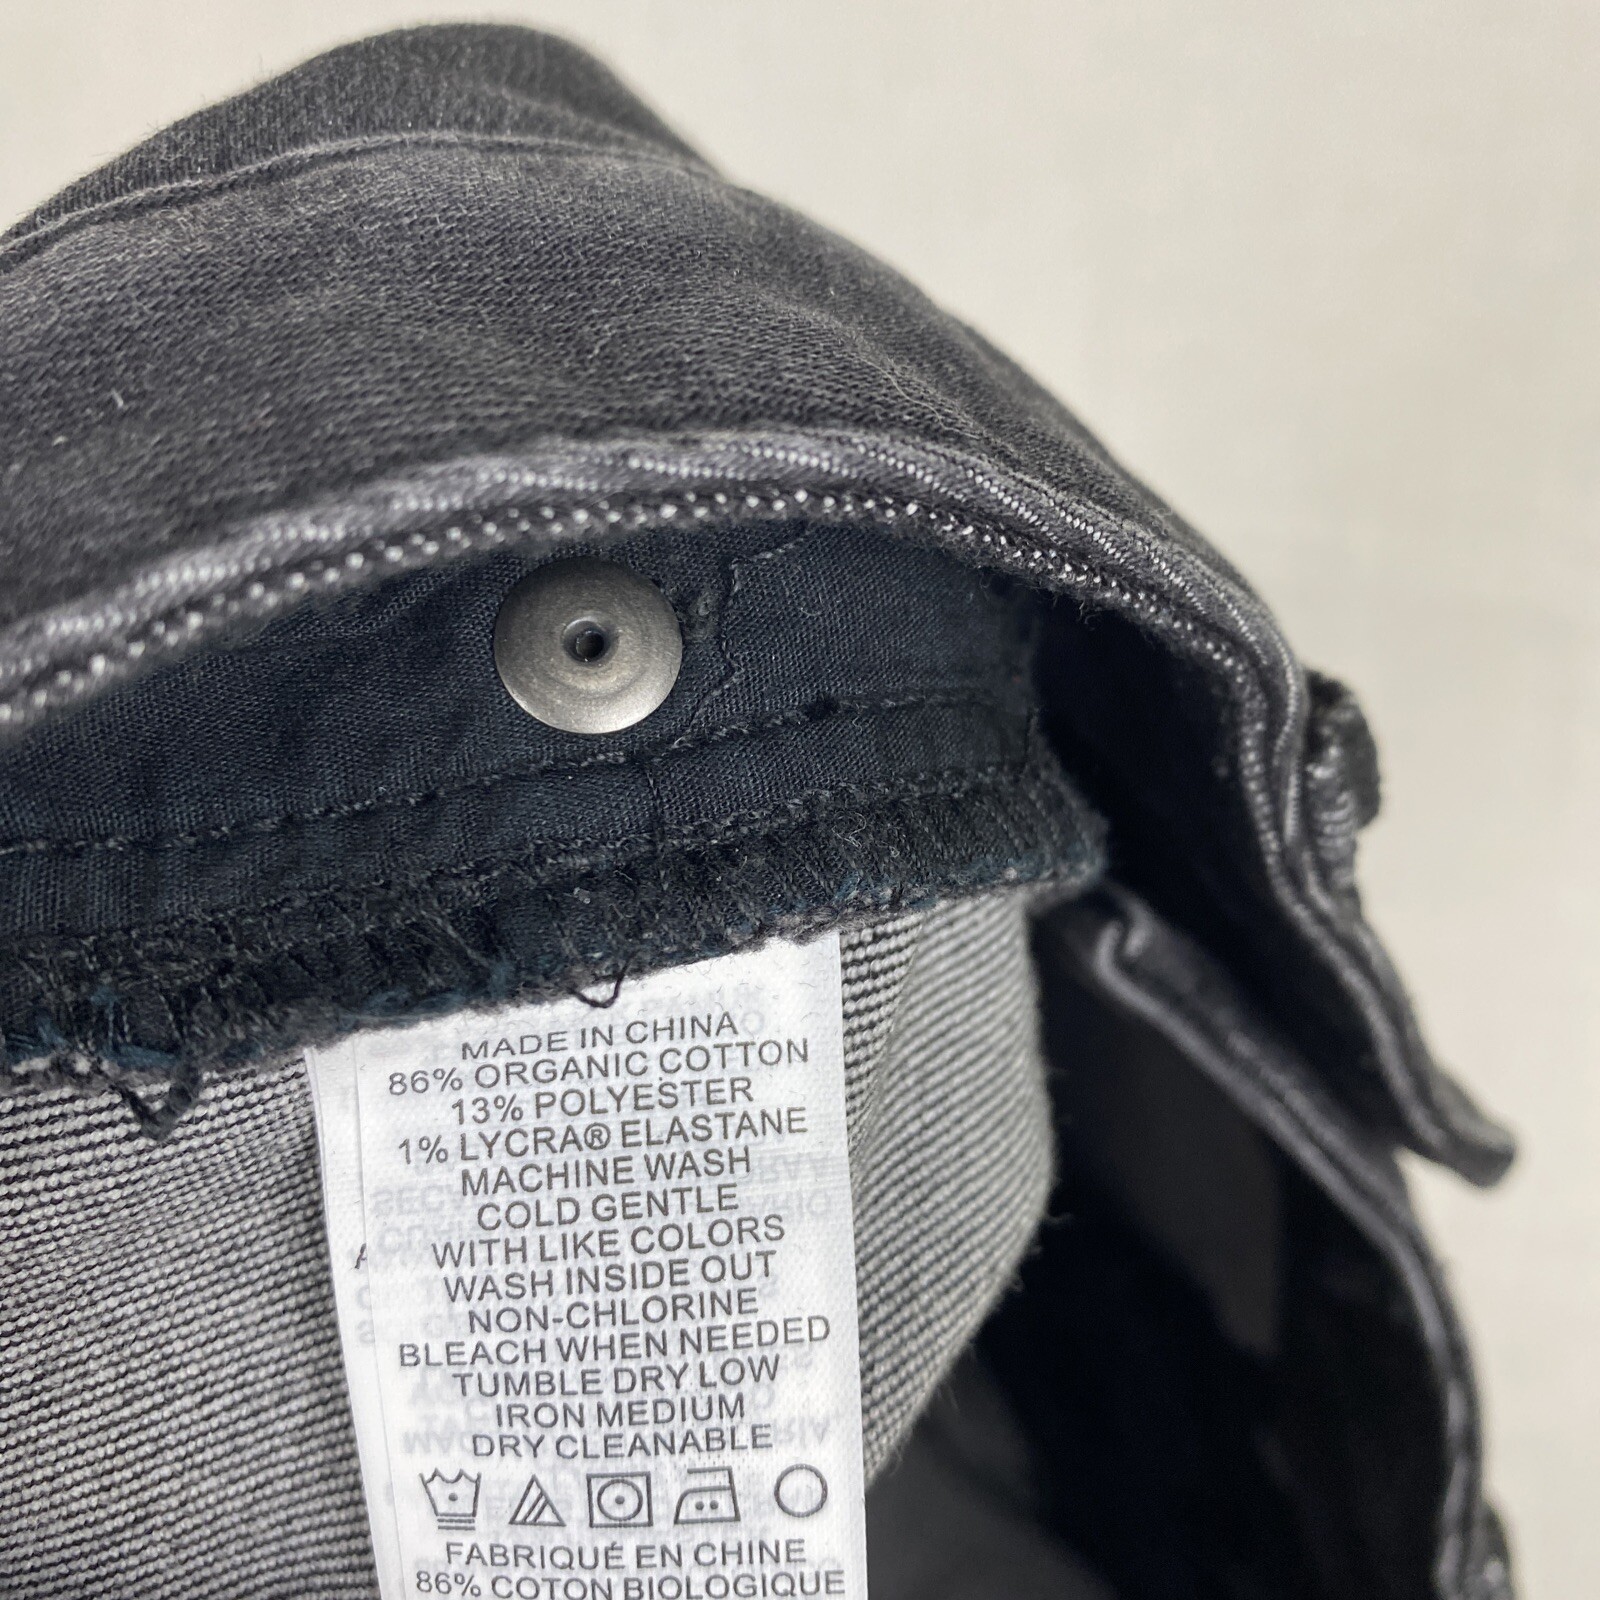 MADE IN CHINA
86% ORGANIC COTTON
13% POLYESTER
1% LYCRA® ELASTANE
MACHINE WASH
COLD GENTLE
WITH LIKE COLORS
WASH INSIDE OUT
NON-CHLORINE
BLEACH WHEN NEEDED
TUMBLE DRY LOW
IRON MEDIUM
DRY CLEANABLE
FABRIQUÉ EN CHINE
86% COTON BIOLOGIQUE